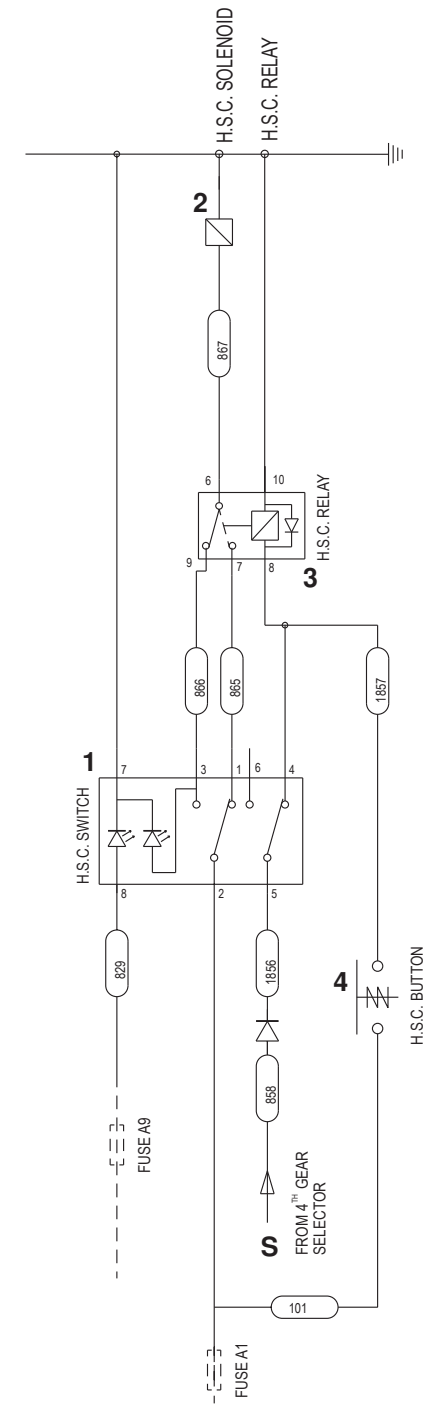 H.S.C. SOLENOID
H.S.C. RELAY
2
867
6
10
9
7
8
H.S.C. RELAY
3
866
865
1857
1
H.S.C. SWITCH
7
3
1
6
4
8
2
5
829
1856
4
H.S.C. BUTTON
858
FUSE A9
S
FROM 4TH GEAR
SELECTOR
101
FUSE A1